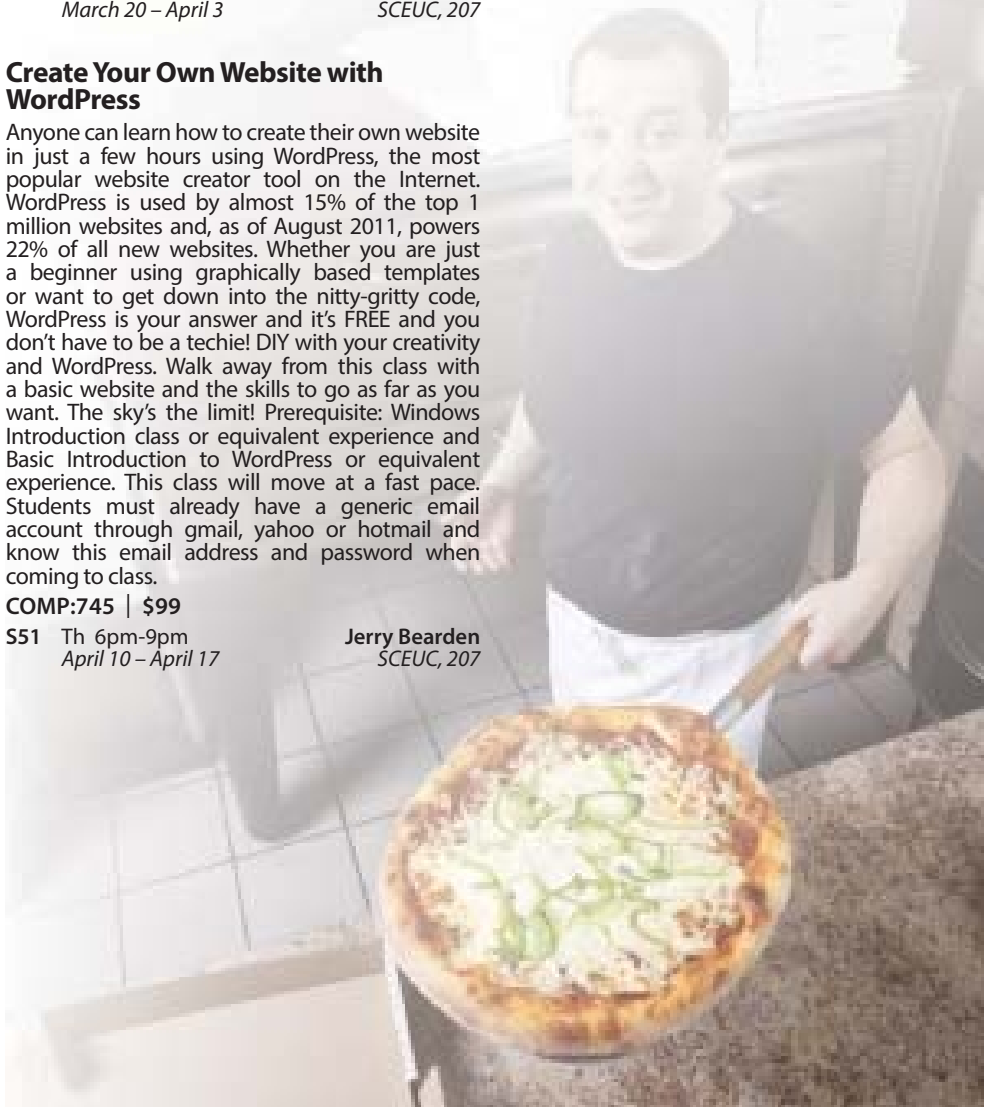 March 20 – April 3 SCEUC, 207
Create Your Own Website with
WordPress
Anyone can learn how to create their own website
in just a few hours using WordPress, the most
popular website creator tool on the Internet.
WordPress is used by almost 15% of the top 1
million websites and, as of August 2011, powers
22% of all new websites. Whether you are just
a beginner using graphically based templates
or want to get down into the nitty-gritty code,
WordPress is your answer and it’s FREE and you
don’t have to be a techie! DIY with your creativity
and WordPress. Walk away from this class with
a basic website and the skills to go as far as you
want. The sky’s the limit! Prerequisite: Windows
Introduction class or equivalent experience and
Basic Introduction to WordPress or equivalent
experience. This class will move at a fast pace.
Students must already have a generic email
account through gmail, yahoo or hotmail and
know this email address and password when
coming to class.
COMP:745 | $99
S51 Th 6pm-9pm Jerry Bearden
April 10 – April 17 SCEUC, 207